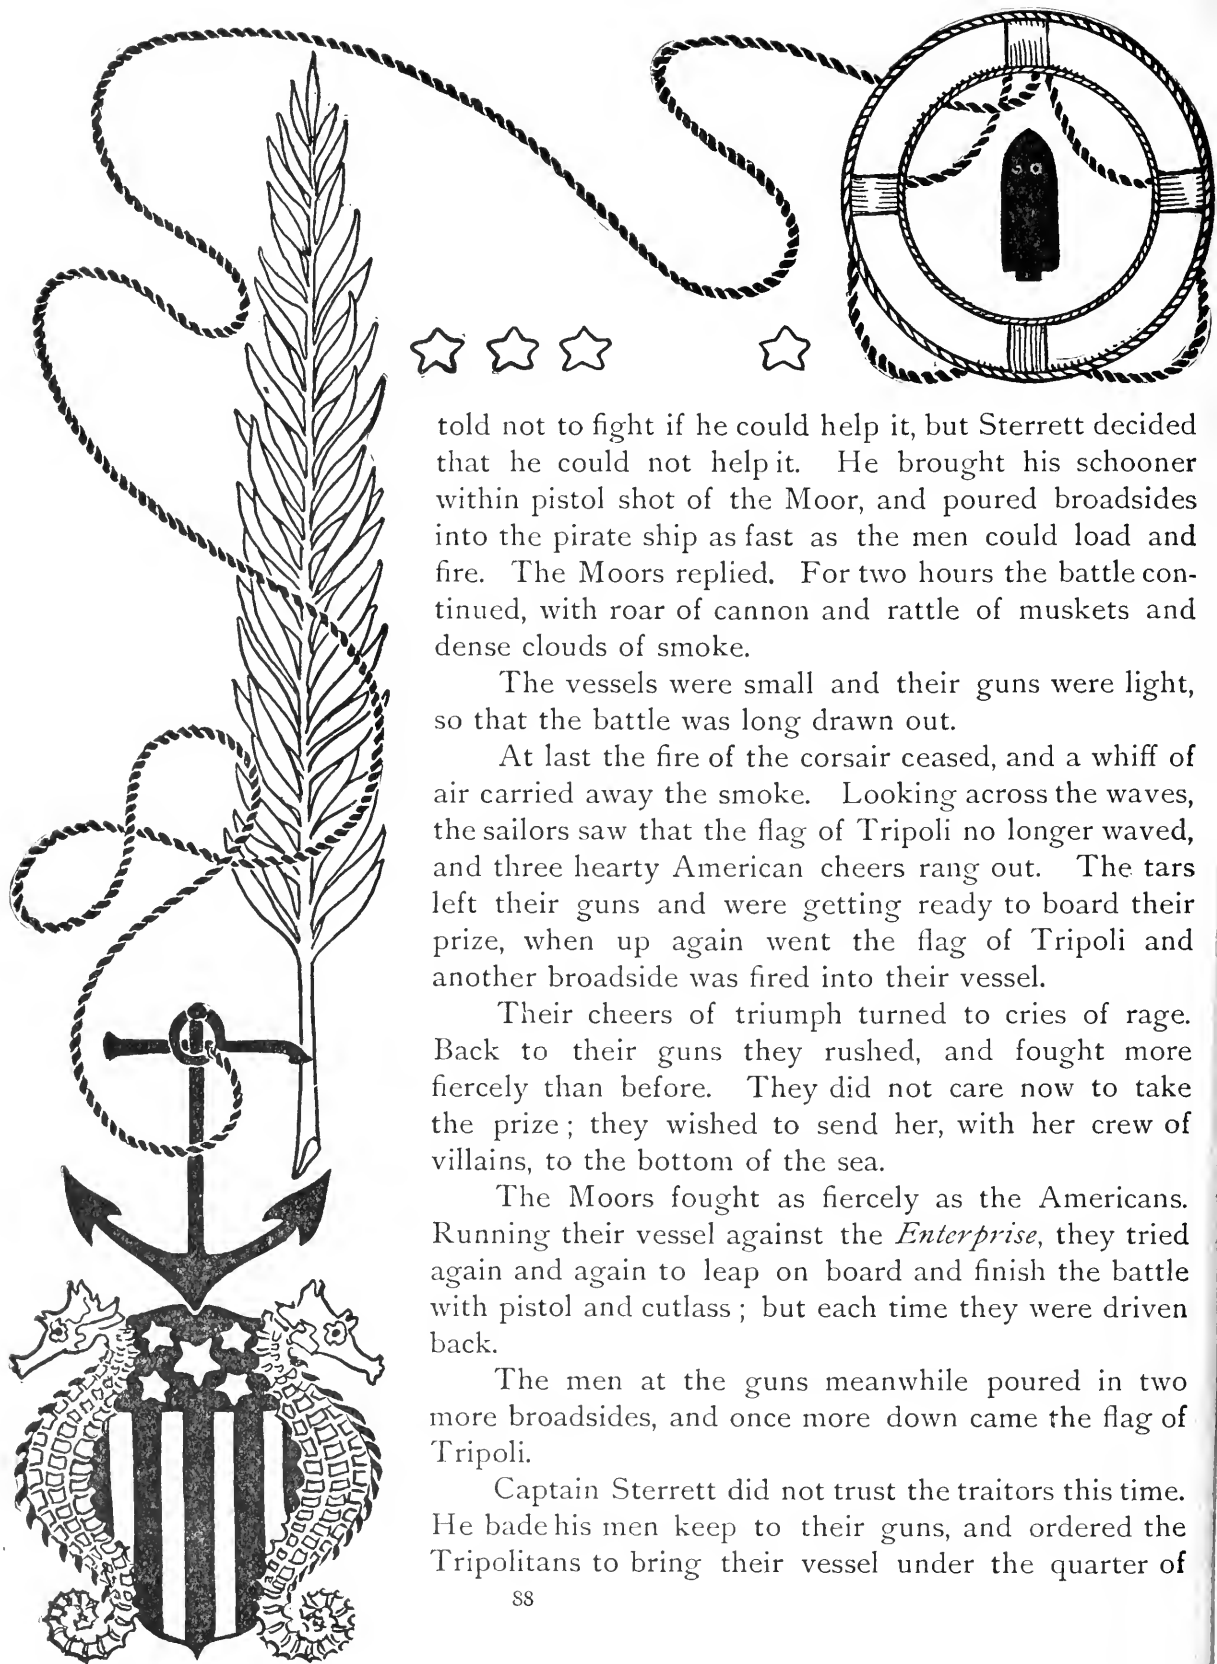 told not to fight if he could help it, but Sterrett decided
that he could not help it. He brought his schooner
within pistol shot of the Moor, and poured broadsides
into the pirate ship as fast as the men could load and
fire. The Moors replied. For two hours the battle con-
tinued, with roar of cannon and rattle of muskets and
dense clouds of smoke.
The vessels were small and their guns were light,
so that the battle was long drawn out.
At last the fire of the corsair ceased, and a whiff of
air carried away the smoke. Looking across the waves,
the sailors saw that the flag of Tripoli no longer waved,
and three hearty American cheers rang out. The tars
left their guns and were getting ready to board their
prize, when up again went the flag of Tripoli and
another broadside was fired into their vessel.
Their cheers of triumph turned to cries of rage.
Back to their guns they rushed, and fought more
fiercely than before. They did not care now to take
the prize; they wished to send her, with her crew of
villains, to the bottom of the sea.
The Moors fought as fiercely as the Americans.
Running their vessel against the Enterprise, they tried
again and again to leap on board and finish the battle
with pistol and cutlass; but each time they were driven
back.
The men at the guns meanwhile poured in two
more broadsides, and once more down came the flag of
Tripoli.
Captain Sterrett did not trust the traitors this time.
He bade his men keep to their guns, and ordered the
Tripolitans to bring their vessel under the quarter of
88